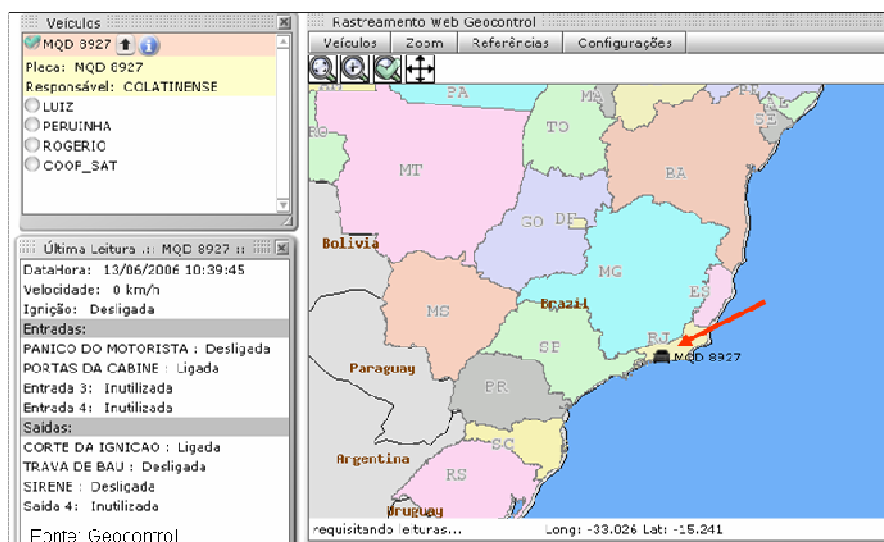 Veículos
MQD 8927
Placa: MQD 8927
Responsável: COLATINENSE
LUIZ
PERUINHA
ROGERIO
COOP_SAT
Última Leitura .:: MQD 8927 ::
DataHora: 13/06/2006 10:39:45
Velocidade: 0 km/h
Ignição: Desligada
Entradas:
PANICO DO MOTORISTA : Desligada
PORTAS DA CABINE : Ligada
Entrada 3: Inutilizada
Entrada 4: Inutilizada
Saídas:
CORTE DA IGNICAO : Ligada
TRAVA DE BAU : Desligada
SIRENE : Desligada
Saída 4: Inutilizada
Fonte: Geocontrol
Rastreamento Web Geocontrol
Veículos Zoom Referências Configurações
PA
MA
PE
AL
SE
RO
TO
MT
BA
GO DF
Bolivia
MG
ES
MS
Brazil
RJ
SP
MQD 8927
Paraguay
PR
SC
Argentina
RS
Uruguay
requisitando leituras... Long: -33.026 Lat: -15.241